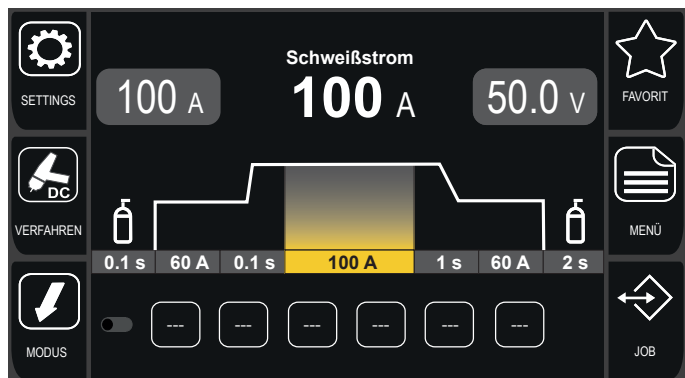 SETTINGS
VERFAHREN
DC
MODUS
Schweißstrom
100 A
100 A
50.0 V
0.1 s 60 A 0.1 s 100 A 1 s 60 A 2 s
--- --- --- --- --- ---
FAVORIT
MENÜ
JOB